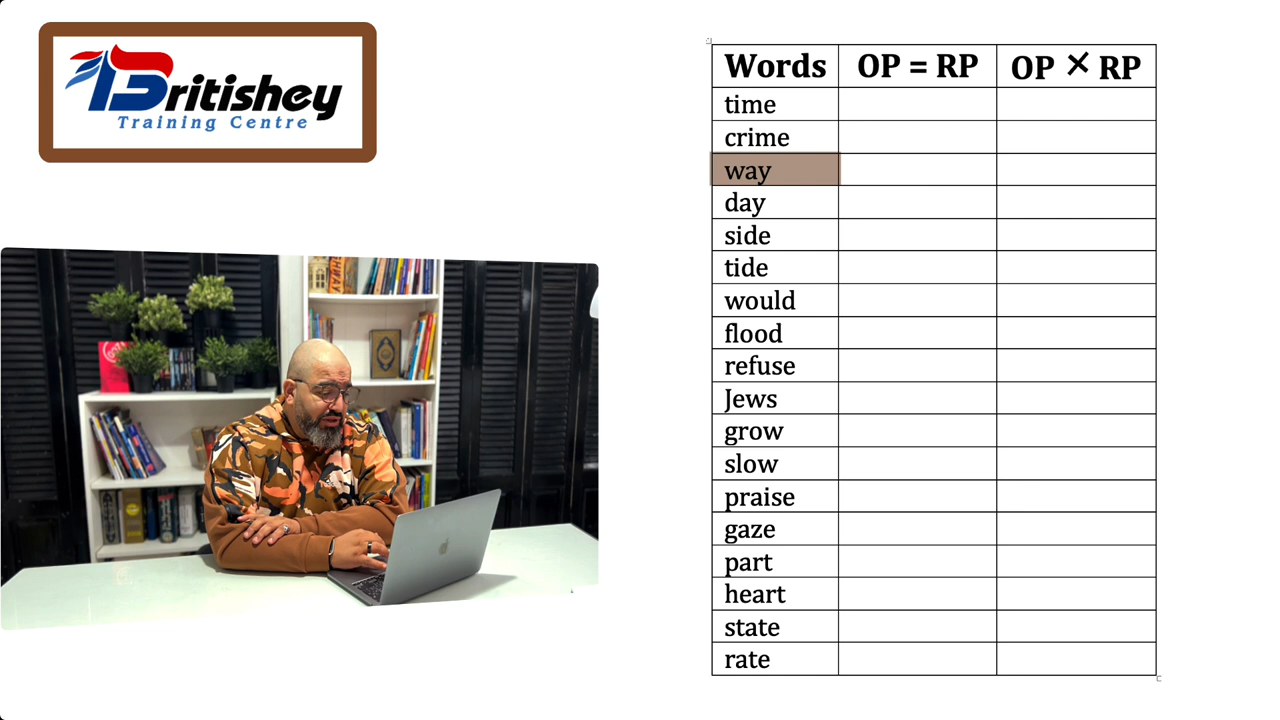 Britishey
Training Centre
Words OP = RP OP × RP
time
crime
way
day
side
tide
would
flood
refuse
Jews
grow
slow
praise
gaze
part
heart
state
rate